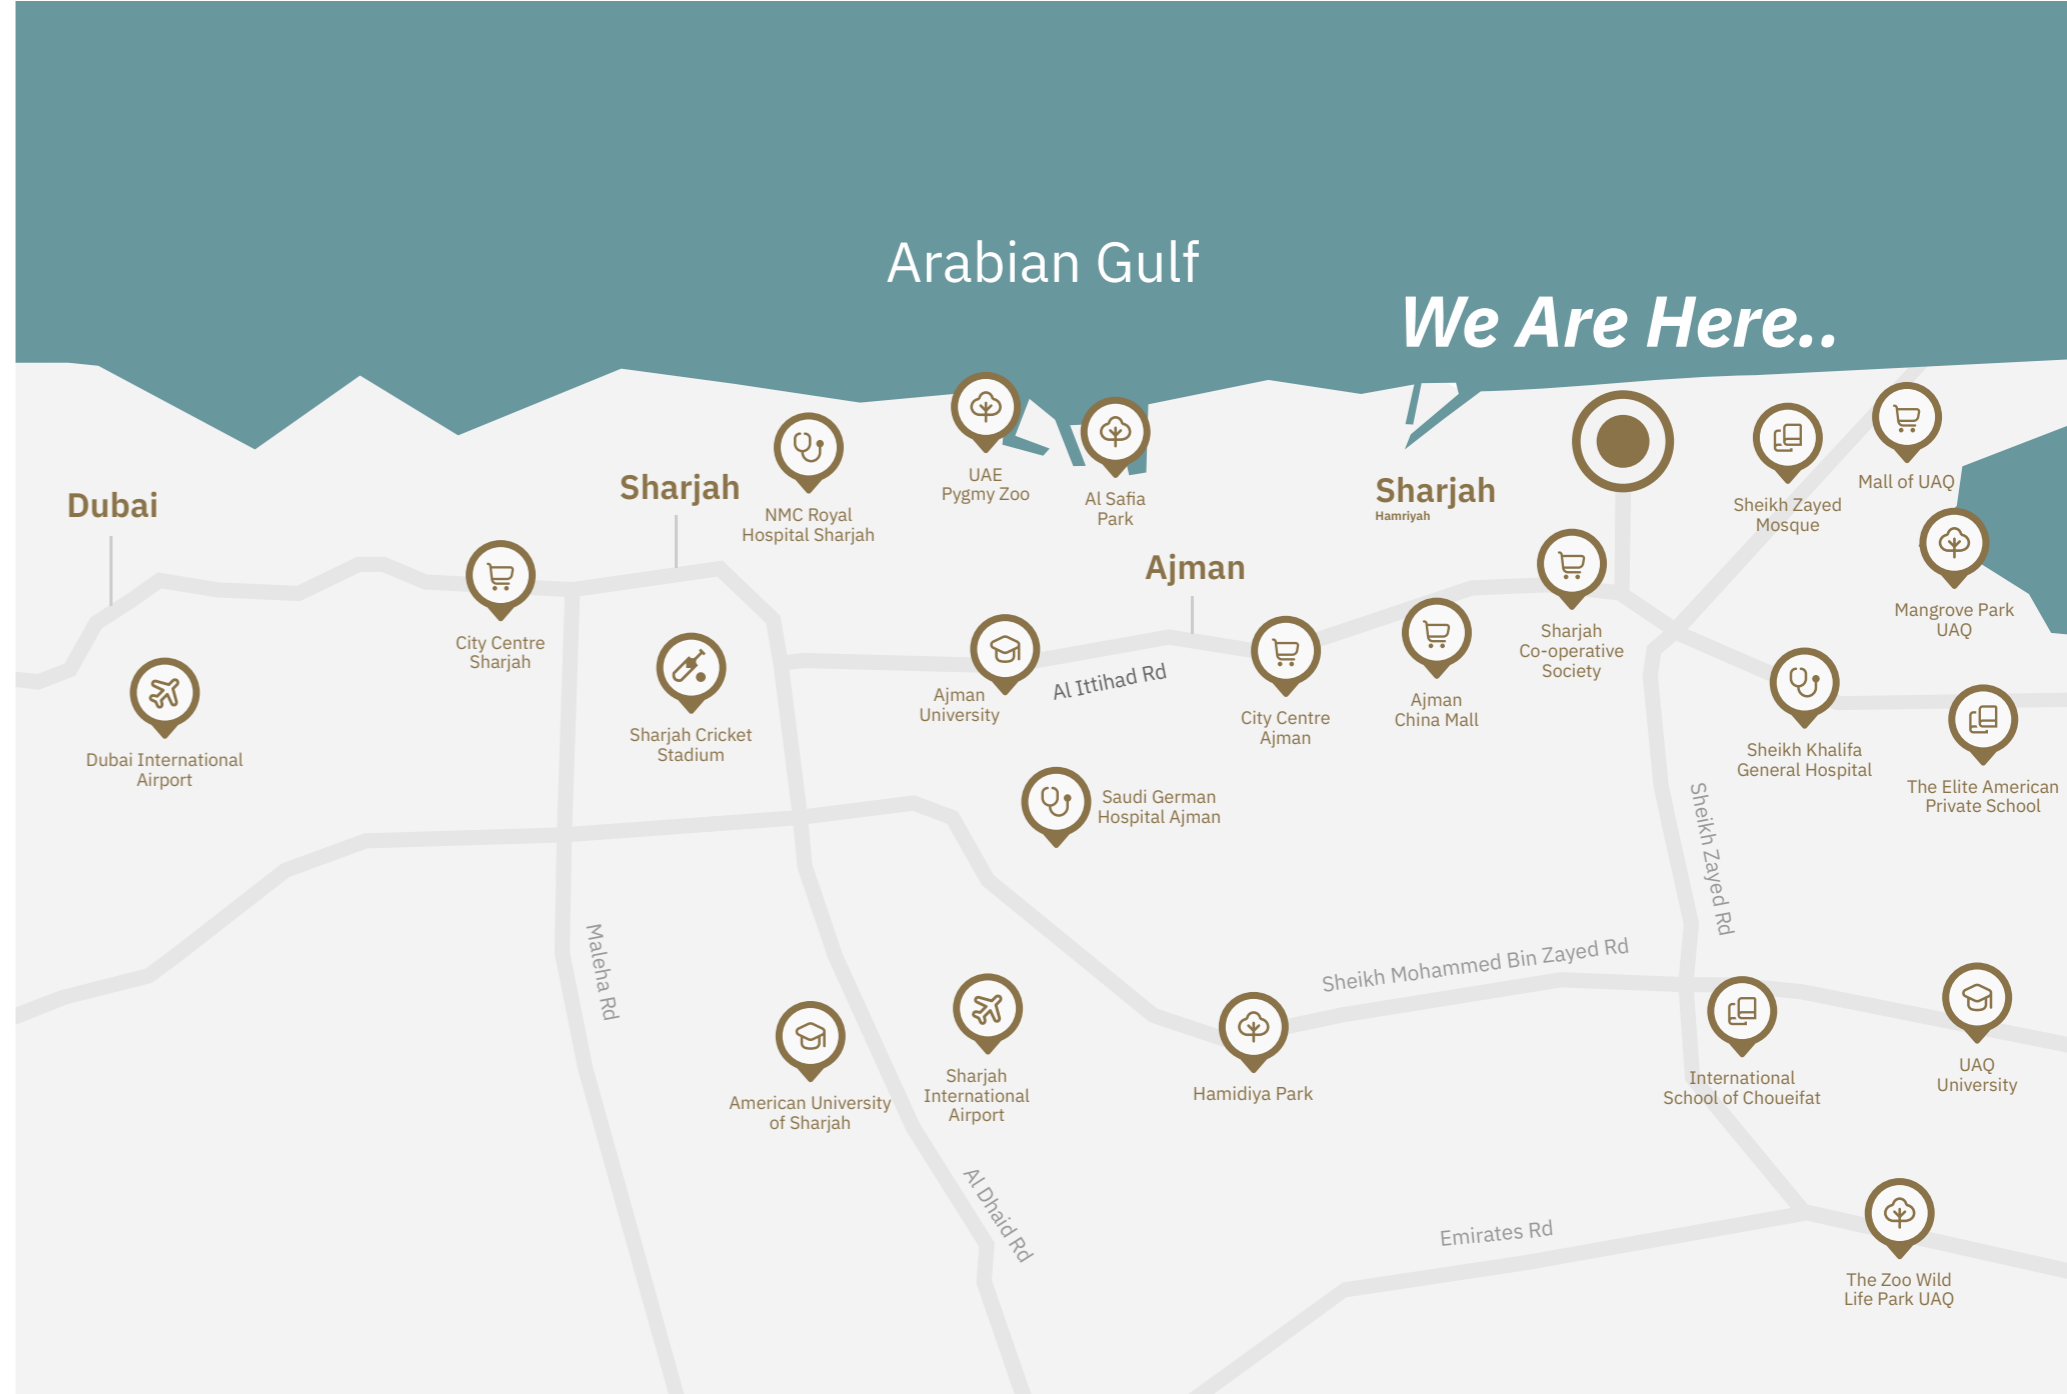 Arabian Gulf
We Are Here..
Dubai
Sharjah
NMC Royal
Hospital Sharjah
UAE
Pygmy Zoo
Al Safia
Park
Sharjah
Hamriyah
Sheikh Zayed
Mosque
Mall of UAQ
Ajman
Mangrove Park
UAQ
City Centre
Sharjah
Sharjah
Co-operative
Society
Dubai International
Airport
Sharjah Cricket
Stadium
Ajman
University
Al Ittihad Rd
City Centre
Ajman
Ajman
China Mall
Sheikh Khalifa
General Hospital
The Elite American
Private School
Saudi German
Hospital Ajman
Sheikh Zayed Rd
Maleha Rd
Sheikh Mohammed Bin Zayed Rd
American University
of Sharjah
Sharjah
International
Airport
Hamidiya Park
International
School of Choueifat
UAQ
University
Al Dhaid Rd
Emirates Rd
The Zoo Wild
Life Park UAQ